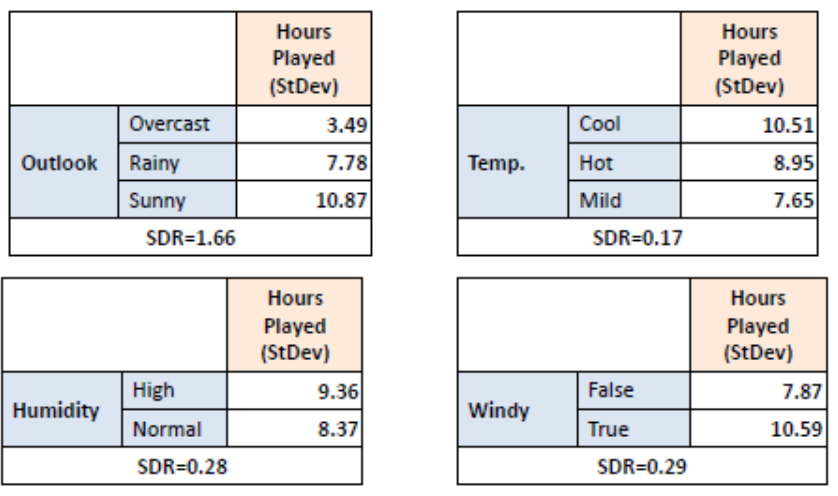 Hours
Played
(StDev)
Outlook
Overcast 3.49
Rainy 7.78
Sunny 10.87
SDR=1.66
Hours
Played
(StDev)
Temp.
Cool 10.51
Hot 8.95
Mild 7.65
SDR=0.17
Hours
Played
(StDev)
Humidity
High 9.36
Normal 8.37
SDR=0.28
Hours
Played
(StDev)
Windy
False 7.87
True 10.59
SDR=0.29